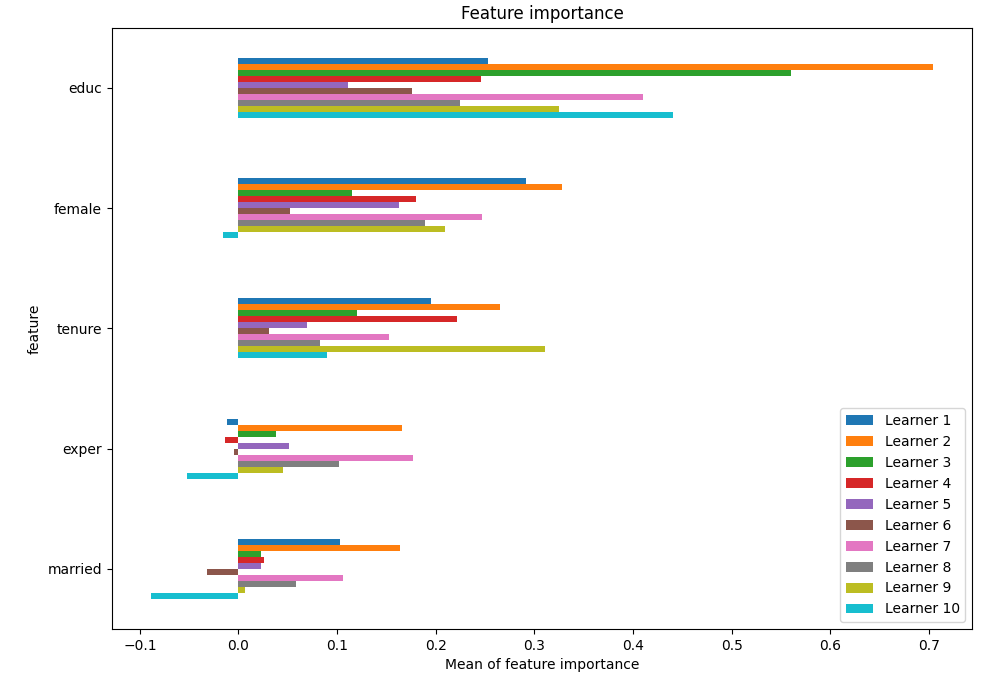 Feature importance
educ
female
tenure
exper
married
feature
Learner 1
Learner 2
Learner 3
Learner 4
Learner 5
Learner 6
Learner 7
Learner 8
Learner 9
Learner 10
−0.1 0.0 0.1 0.2 0.3 0.4 0.5 0.6 0.7
Mean of feature importance